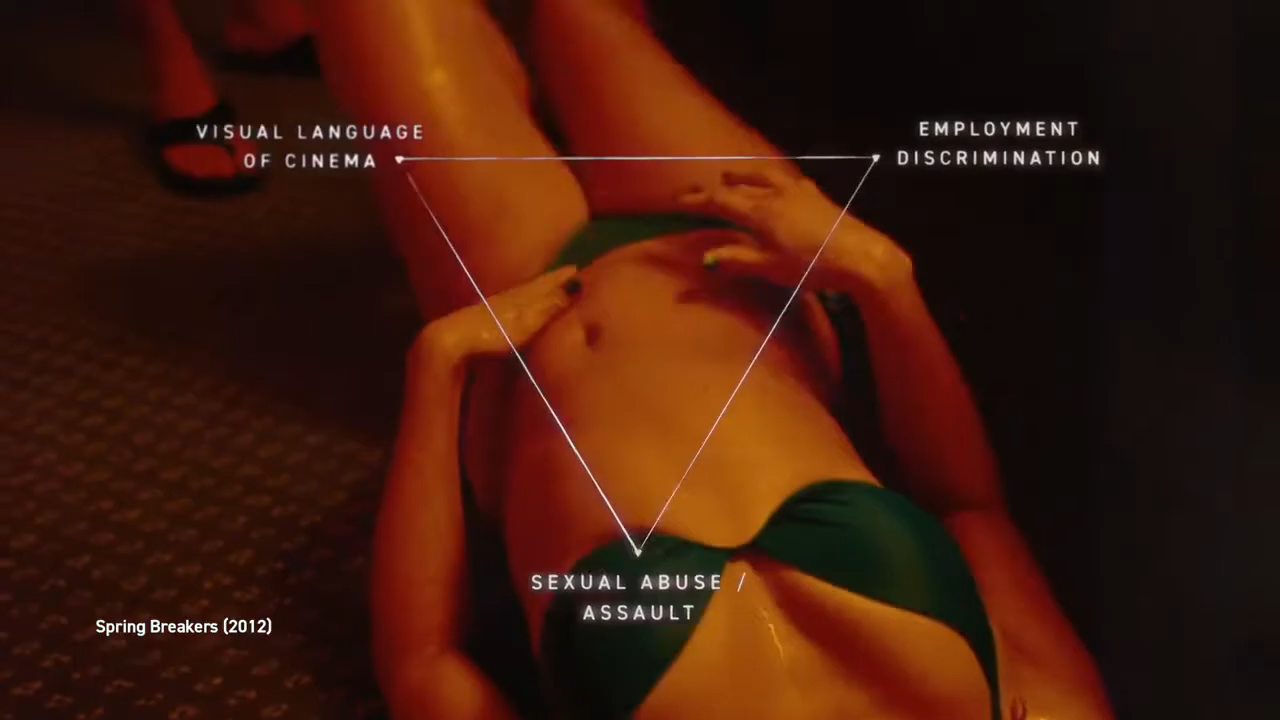 VISUAL LANGUAGE
OF CINEMA
EMPLOYMENT
DISCRIMINATION
SEXUAL ABUSE /
ASSAULT
Spring Breakers (2012)